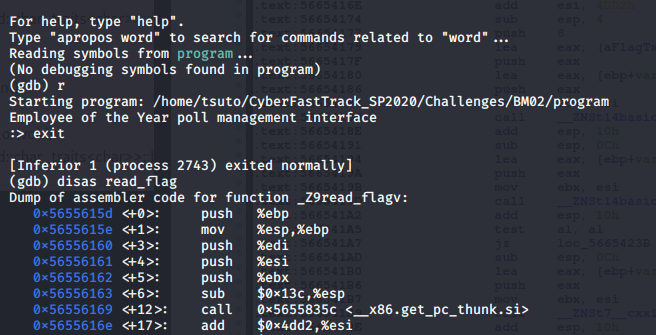 For help, type "help".
Type "apropos word" to search for commands related to "word"...
Reading symbols from program...
(No debugging symbols found in program)
(gdb) r
Starting program: /home/tsuto/CyberFastTrack_SP2020/Challenges/BM02/program
Employee of the Year poll management interface
:> exit
[Inferior 1 (process 2743) exited normally]
(gdb) disas read_flag
Dump of assembler code for function _Z9read_flagv:
0×5655615d <+0>: push %ebp
0×5655615e <+1>: mov %esp,%ebp
0×56556160 <+3>: push %edi
0×56556161 <+4>: push %esi
0×56556162 <+5>: push %ebx
0×56556163 <+6>: sub $0×13c,%esp
0×56556169 <+12>: call 0×5655835c <__x86.get_pc_thunk.si>
0×5655616e <+17>: add $0×4dd2,%esi